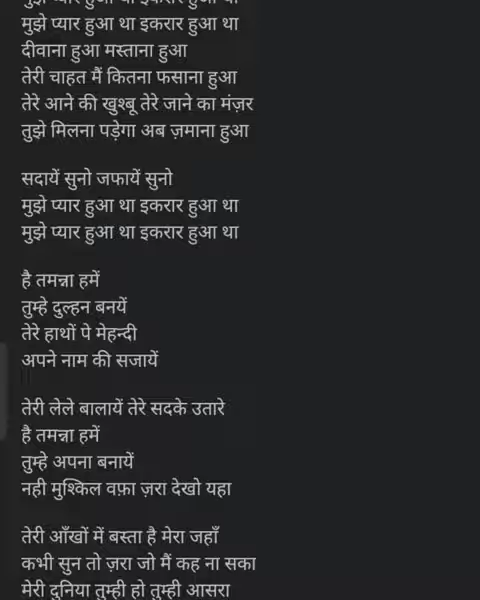 मुझे प्यार हुआ था इकरार हुआ था
मुझे प्यार हुआ था इकरार हुआ था
दीवाना हुआ मस्ताना हुआ
तेरी चाहत मैं कितना फसाना हुआ
तेरे आने की खुश्बू तेरे जाने का मंज़र
तुझे मिलना पड़ेगा अब ज़माना हुआ
सदायें सुनो जफायें सुनो
मुझे प्यार हुआ था इकरार हुआ था
मुझे प्यार हुआ था इकरार हुआ था
है तमन्ना हमें
तुम्हे दुल्हन बनयें
तेरे हाथों पे मेहन्दी
अपने नाम की सजायें
तेरी लेले बालायें तेरे सदके उतारे
है तमन्ना हमें
तुम्हे अपना बनायें
नही मुश्किल वफ़ा ज़रा देखो यहा
तेरी आँखों में बस्ता है मेरा जहाँ
कभी सुन तो ज़रा जो मैं कह ना सका
मेरी दुनिया तुम्ही हो तुम्ही आसरा